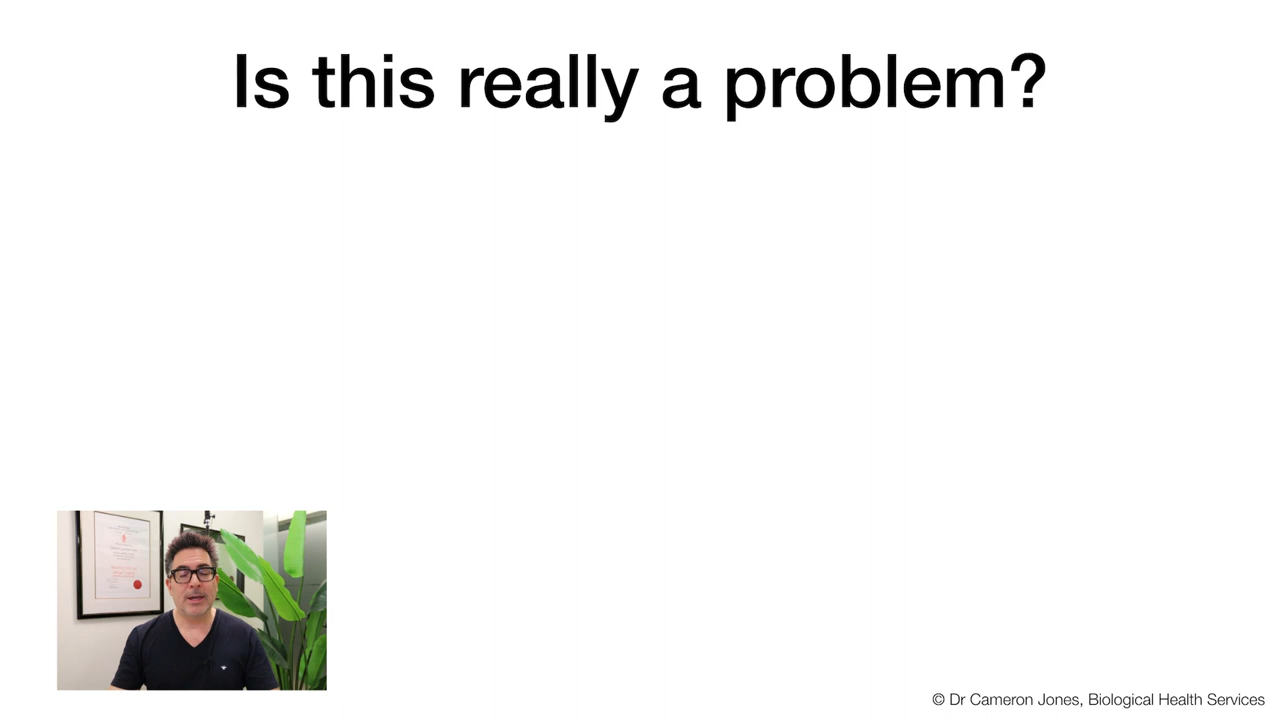 Is this really a problem?
© Dr Cameron Jones, Biological Health Services